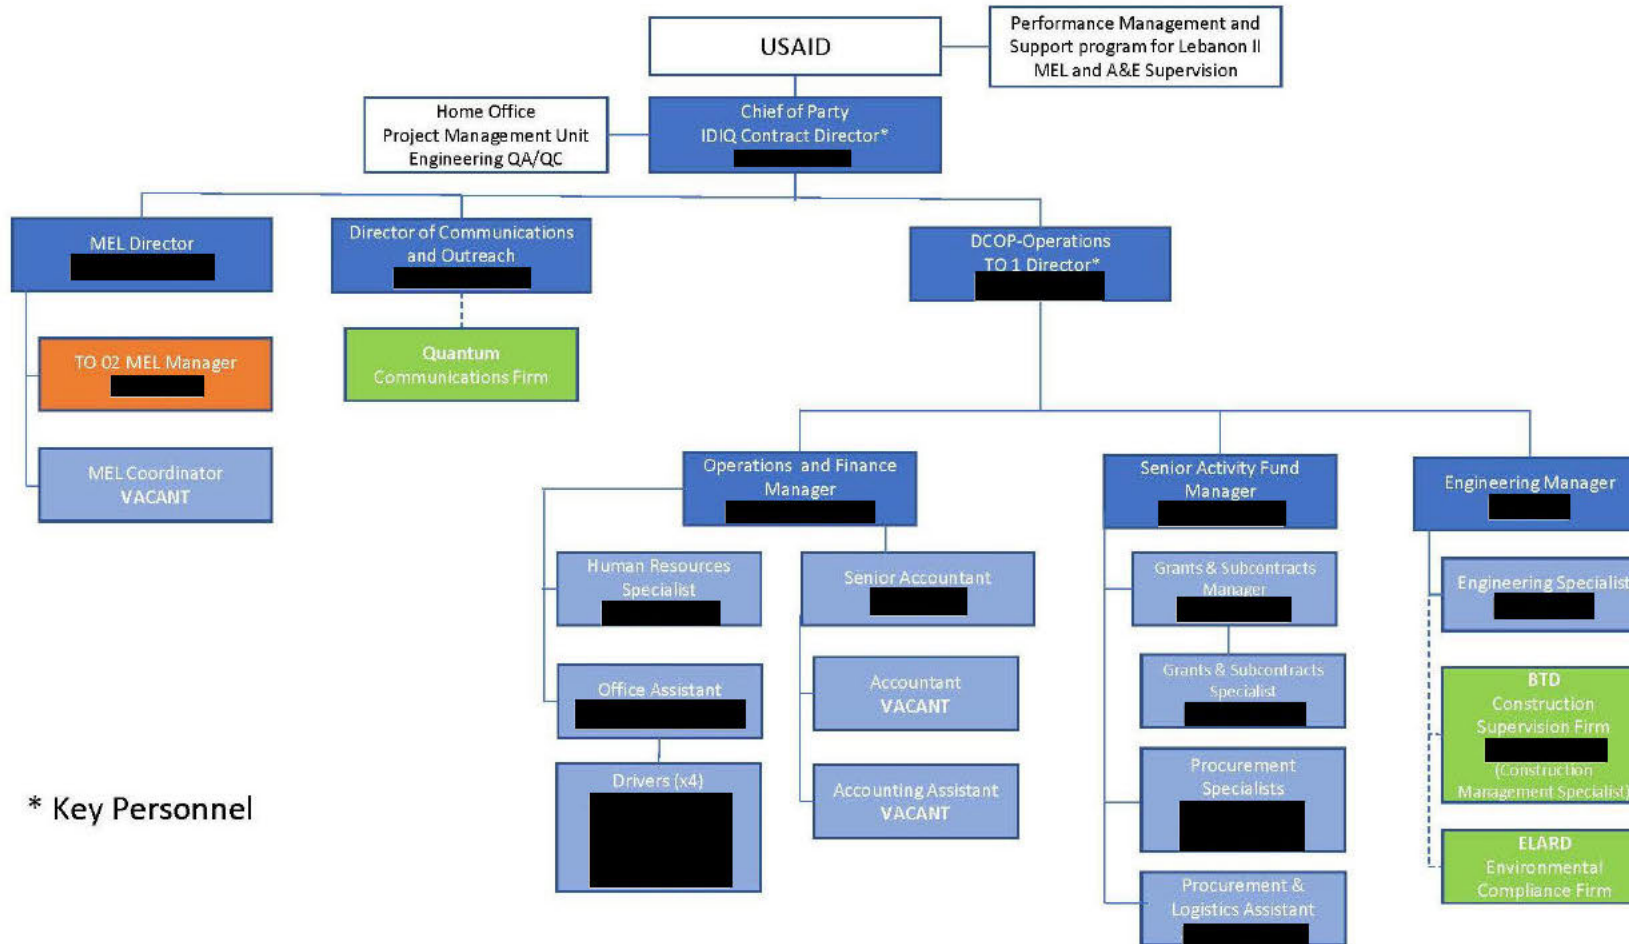 USAID
Performance Management and
Support program for Lebanon II
MEL and A&E Supervision
Home Office
Project Management Unit
Engineering QA/QC
Chief of Party
IDIQ Contract Director*
MEL Director
Director of Communications
and Outreach
DCOP-Operations
TO 1 Director*
TO 02 MEL Manager
Quantum
Communications Firm
MEL Coordinator
VACANT
Operations and Finance
Manager
Senior Activity Fund
Manager
Engineering Manager
Human Resources
Specialist
Senior Accountant
Grants & Subcontracts
Manager
Engineering Specialist
Office Assistant
Accountant
VACANT
Grants & Subcontracts
Specialist
BTD
Construction
Supervision Firm
(Construction
Management Specialist)
Drivers (x4)
Accounting Assistant
VACANT
Procurement
Specialists
ELARD
Environmental
Compliance Firm
Procurement &
Logistics Assistant
* Key Personnel